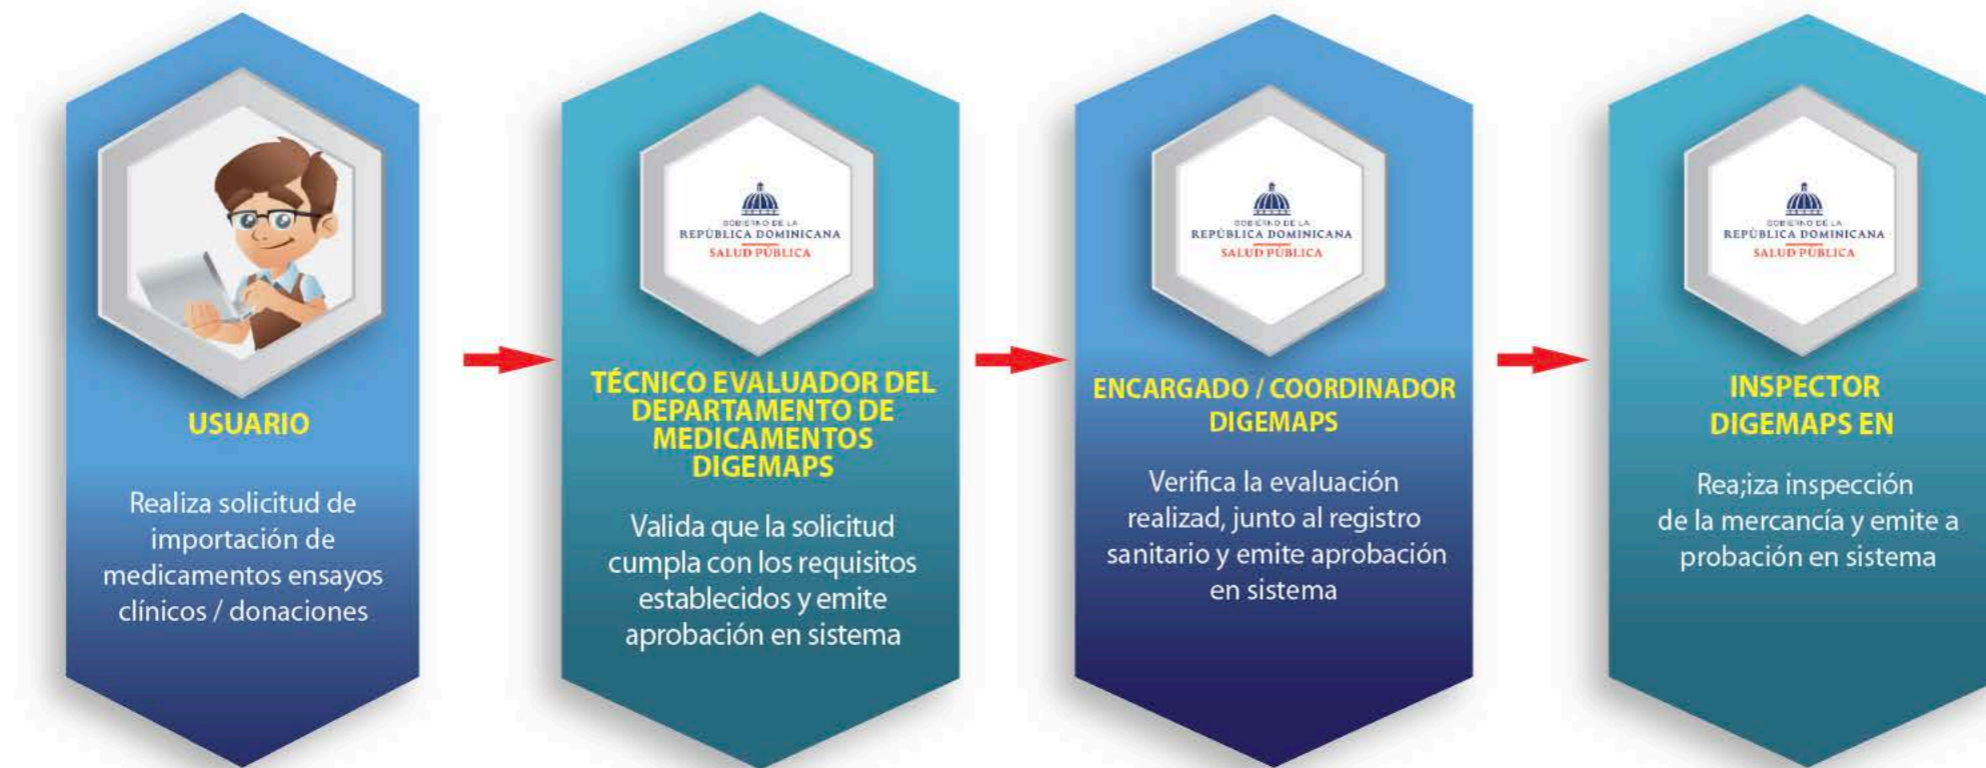 USUARIO
Realiza solicitud de
importación de
medicamentos ensayos
clínicos / donaciones
GOBIERNO DE LA
REPÚBLICA DOMINICANA
SALUD PÚBLICA
TÉCNICO EVALUADOR DEL
DEPARTAMENTO DE
MEDICAMENTOS
DIGEMAPS
Valida que la solicitud
cumpla con los requisitos
establecidos y emite
aprobación en sistema
GOBIERNO DE LA
REPÚBLICA DOMINICANA
SALUD PÚBLICA
ENCARGADO / COORDINADOR
DIGEMAPS
Verifica la evaluación
realizad, junto al registro
sanitario y emite aprobación
en sistema
GOBIERNO DE LA
REPÚBLICA DOMINICANA
SALUD PÚBLICA
INSPECTOR
DIGEMAPS EN
Rea;iza inspección
de la mercancía y emite a
probación en sistema